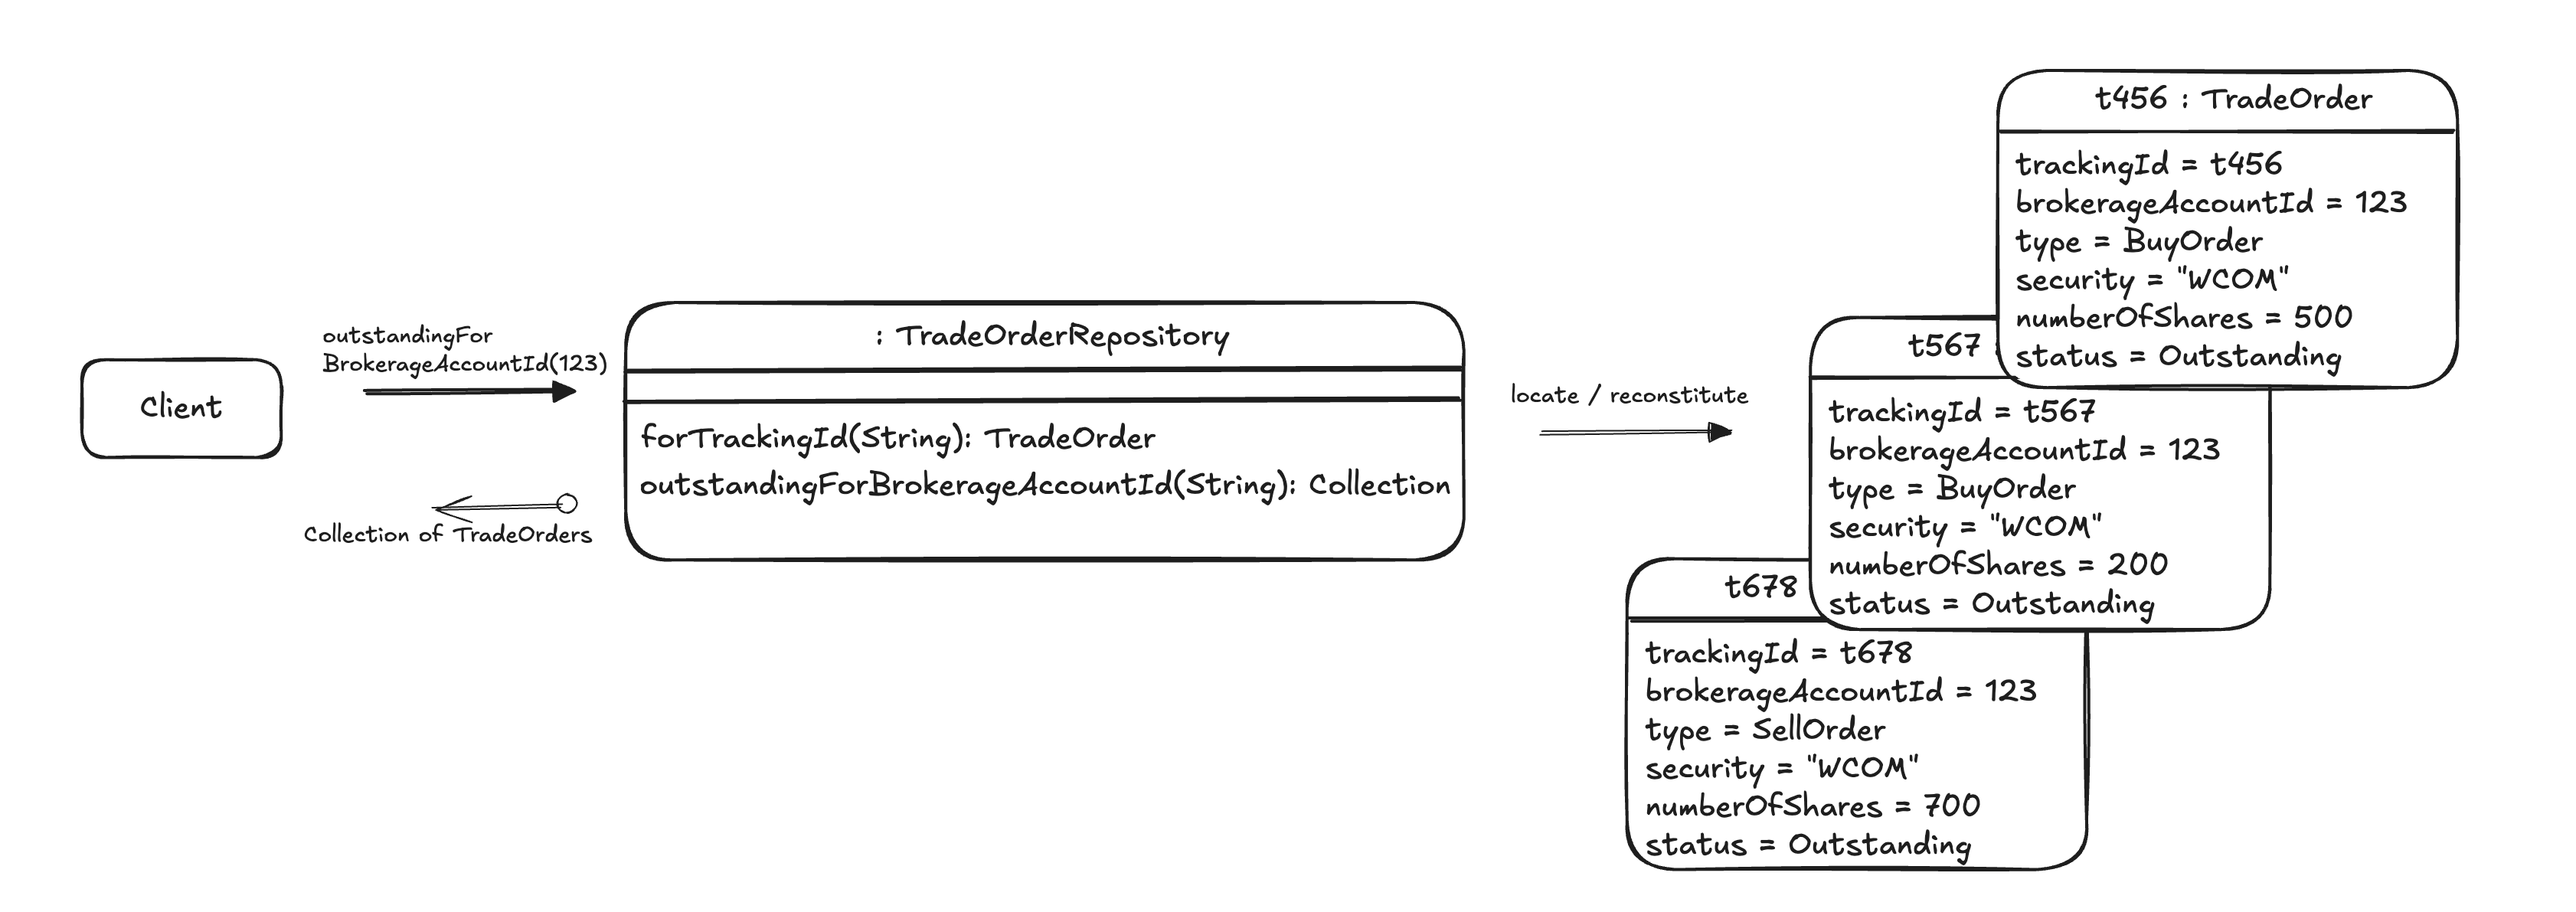 Client
outstandingFor
BrokerageAccountId(123)
Collection of TradeOrders
: TradeOrderRepository
forTrackingId(String): TradeOrder
outstandingForBrokerageAccountId(String): Collection
locate / reconstitute
t456 : TradeOrder
trackingId = t456
brokerageAccountId = 123
type = BuyOrder
security = "WCOM"
numberOfShares = 500
status = Outstanding
t567
trackingId = t567
brokerageAccountId = 123
type = BuyOrder
security = "WCOM"
numberOfShares = 200
status = Outstanding
t678
trackingId = t678
brokerageAccountId = 123
type = SellOrder
security = "WCOM"
numberOfShares = 700
status = Outstanding